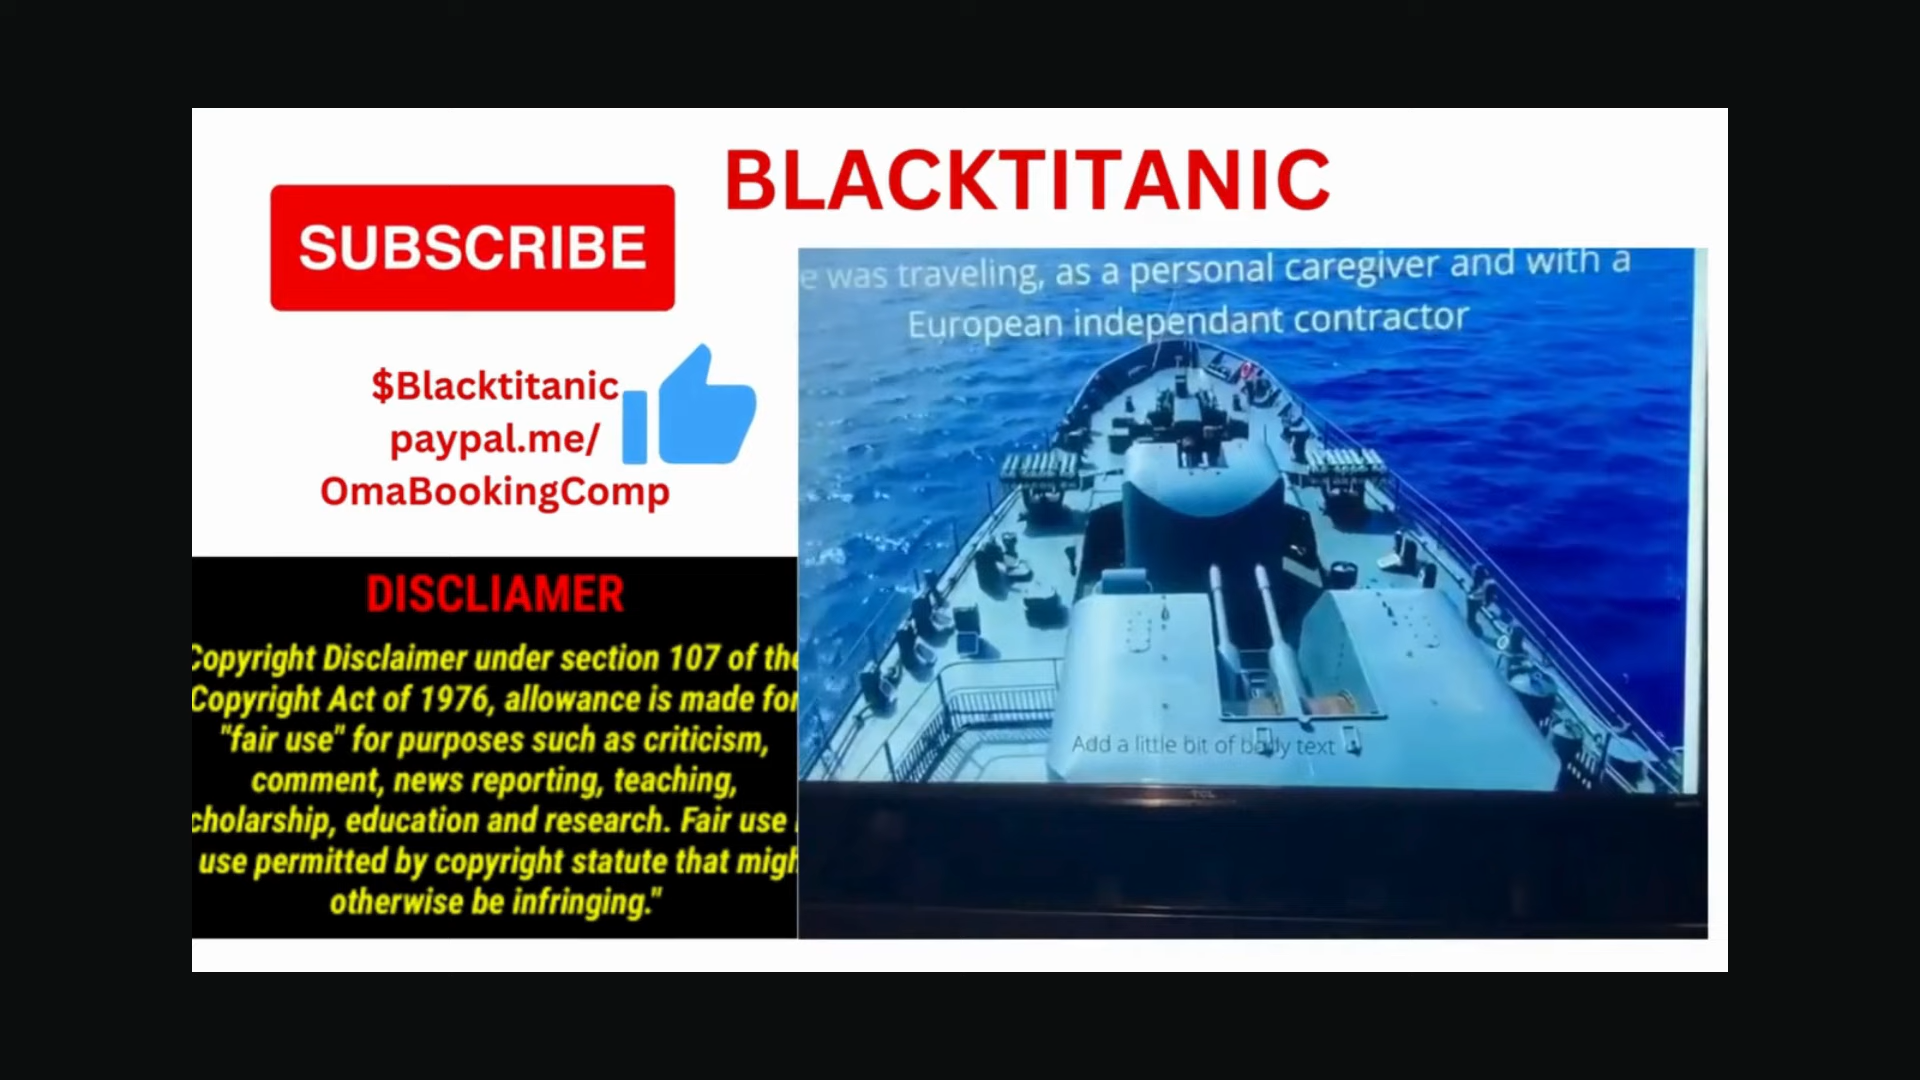 BLACKTITANIC
SUBSCRIBE
$Blacktitanic
paypal.me/
OmaBookingComp
e was traveling, as a personal caregiver and with a
European independant contractor
Add a little bit of body text
TCL
DISCLIAMER
Copyright Disclaimer under section 107 of the
Copyright Act of 1976, allowance is made for
"fair use" for purposes such as criticism,
comment, news reporting, teaching,
cholarship, education and research. Fair use
use permitted by copyright statute that migh
otherwise be infringing."